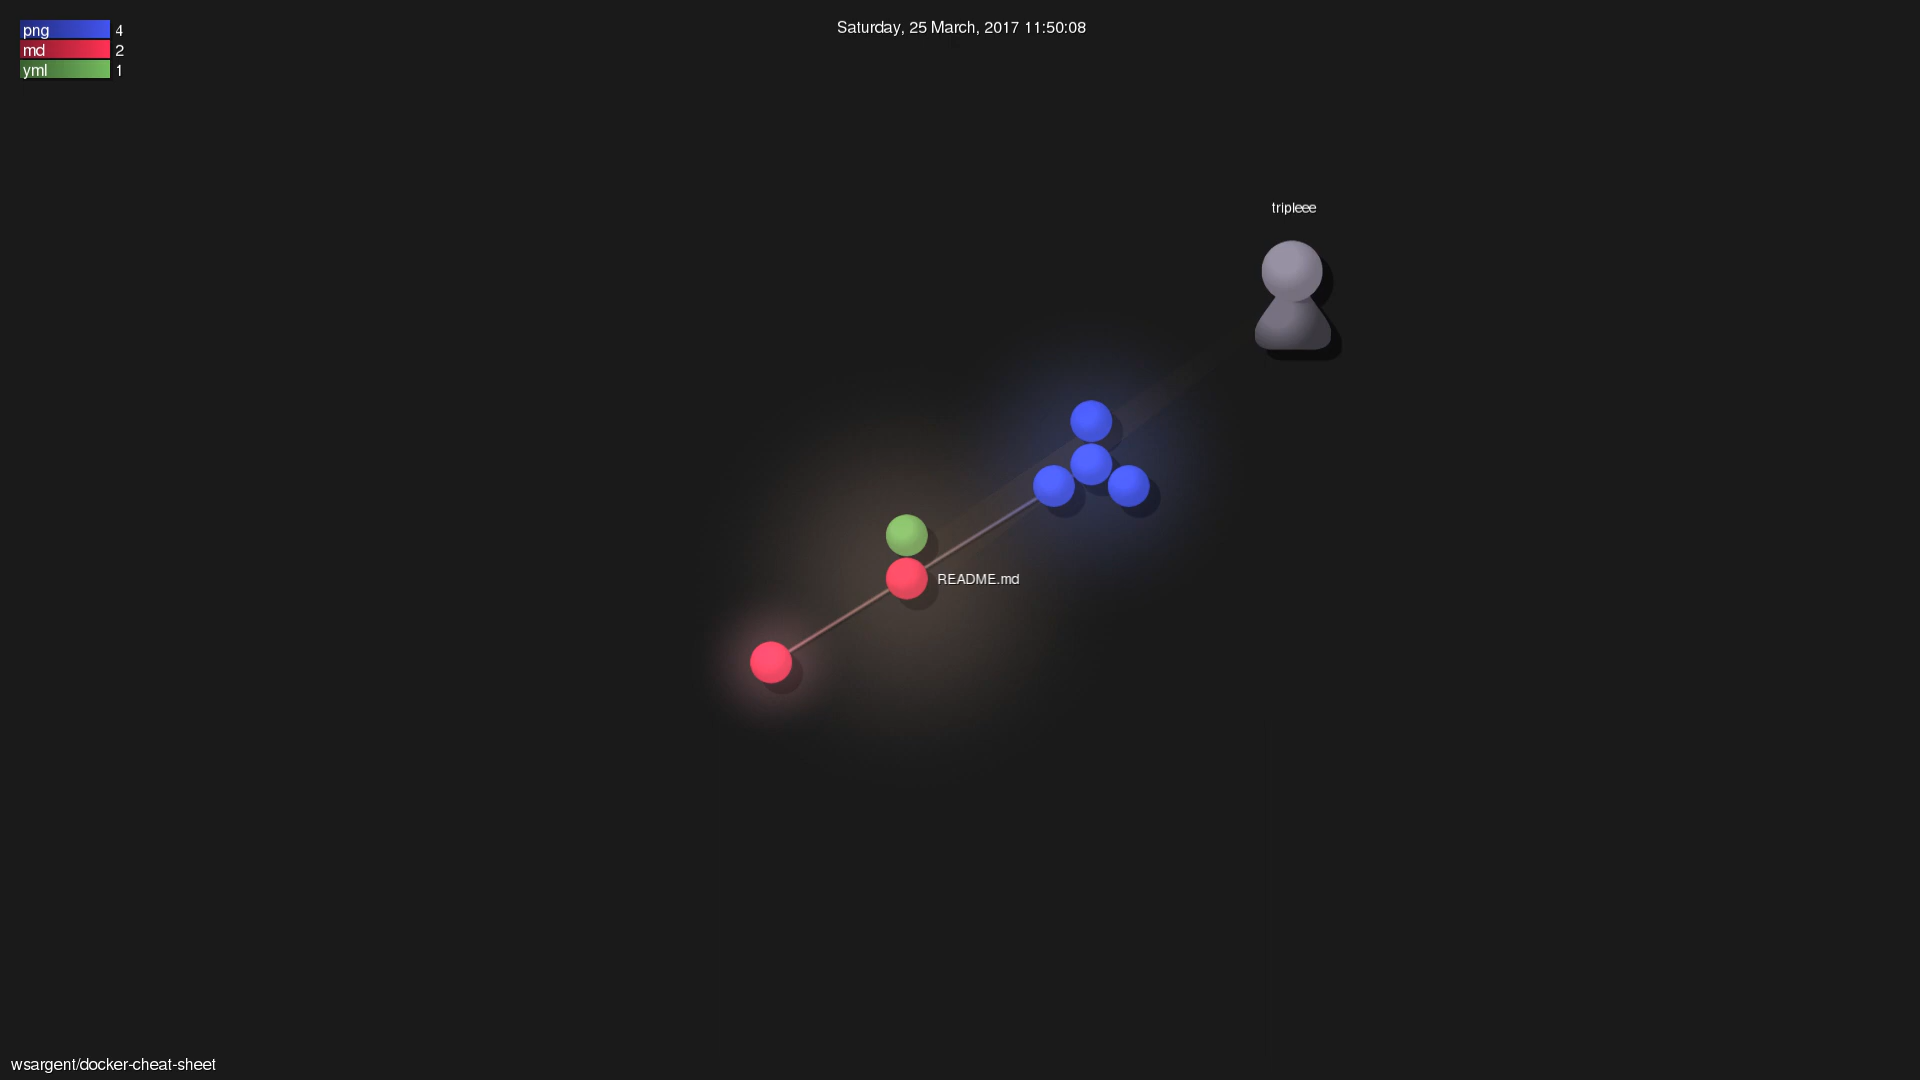 Saturday, 25 March, 2017 11:50:08
png 4
md 2
yml 1
tripleee
README.md
wsargent/docker-cheat-sheet